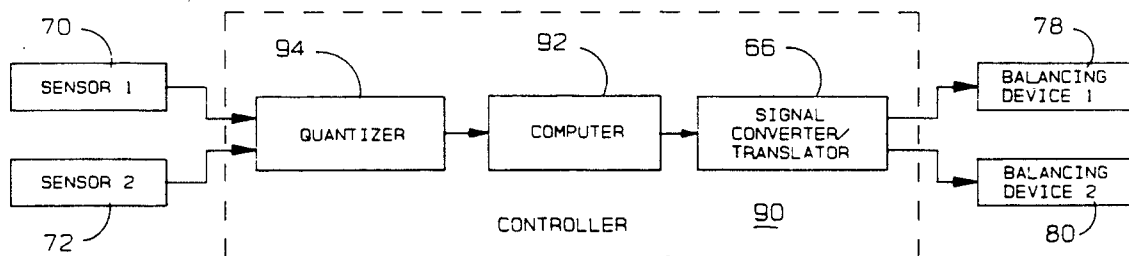 70
94
92
66
78
SENSOR 1
QUANTIZER
COMPUTER
SIGNAL
CONVERTER/
TRANSLATOR
BALANCING
DEVICE 1
SENSOR 2
BALANCING
DEVICE 2
72
CONTROLLER
90
80